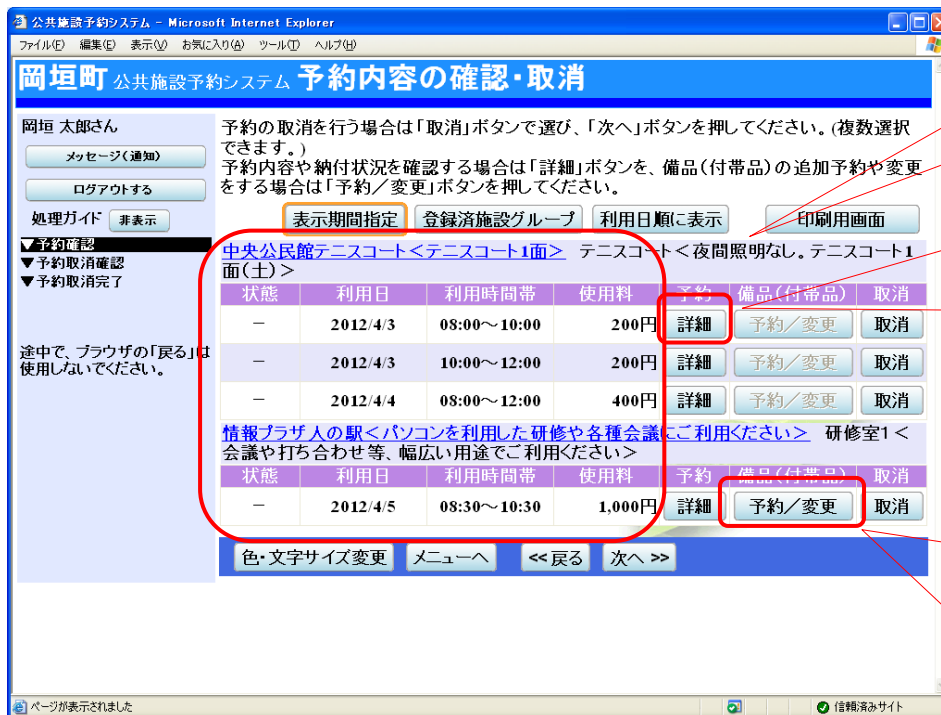 公共施設予約システム - Microsoft Internet Explorer
ファイル(F) 編集(E) 表示(V) お気に入り(A) ツール(T) ヘルプ(H)
岡垣町 公共施設予約システム 予約内容の確認・取消
岡垣 太郎さん
メッセージ(通知)
ログアウトする
処理ガイド 非表示
▼予約確認
▼予約取消確認
▼予約取消完了
途中で、ブラウザの「戻る」は
使用しないでください。
予約の取消を行う場合は「取消」ボタンで選び、「次へ」ボタンを押してください。(複数選択
できます。)
予約内容や納付状況を確認する場合は「詳細」ボタンを、備品(付帯品)の追加予約や変更
をする場合は「予約／変更」ボタンを押してください。
表示期間指定 登録済施設グループ 利用日順に表示 印刷用画面
中央公民館テニスコート＜テニスコート1面＞ テニスコート＜夜間照明なし。テニスコート1
面(土)＞
状態 利用日 利用時間帯 使用料 予約 備品(付帯品) 取消
－ 2012/4/3 08:00～10:00 200円 詳細 予約／変更 取消
－ 2012/4/3 10:00～12:00 200円 詳細 予約／変更 取消
－ 2012/4/4 08:00～12:00 400円 詳細 予約／変更 取消
情報プラザ人の駅＜パソコンを利用した研修や各種会議にご利用ください＞ 研修室1＜
会議や打ち合わせ等、幅広い用途でご利用ください＞
状態 利用日 利用時間帯 使用料 予約 備品(付帯品) 取消
－ 2012/4/5 08:30～10:30 1,000円 詳細 予約／変更 取消
色・文字サイズ変更 メニューへ <<戻る 次へ >>
ページが表示されました 信頼済みサイト